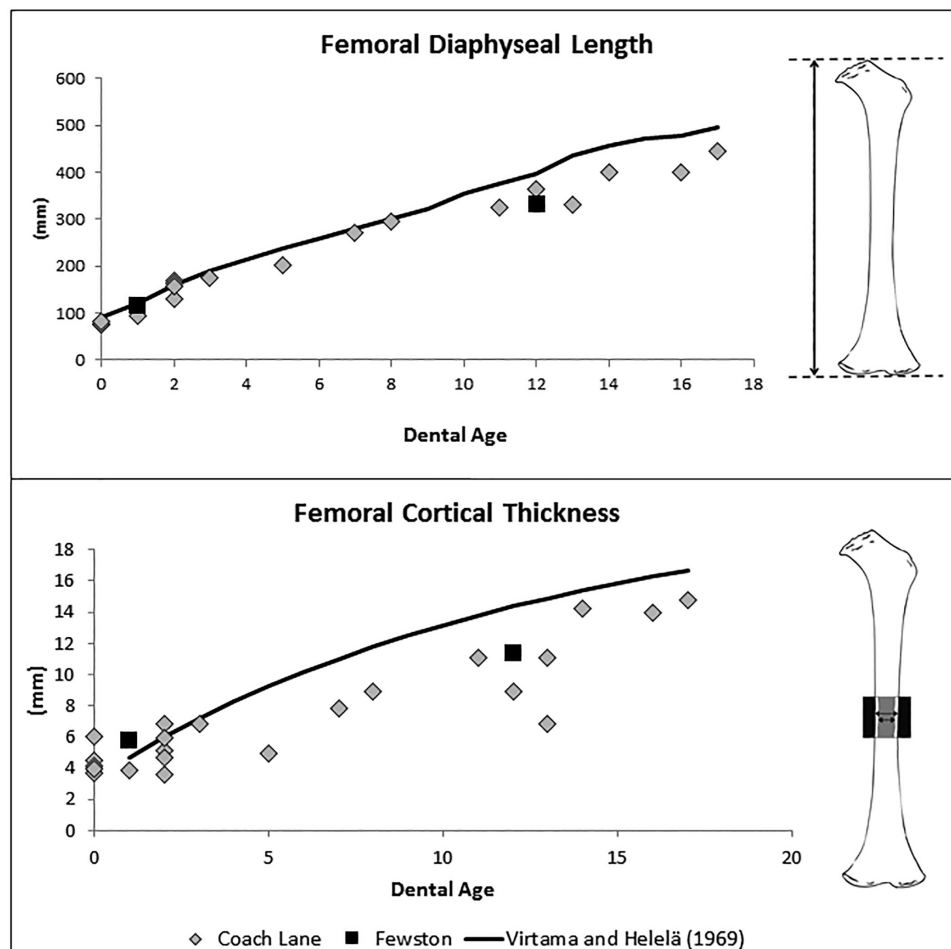 Femoral Diaphyseal Length
600
500
400
300
200
100
0
(mm)
0 2 4 6 8 10 12 14 16 18
Dental Age
Femoral Cortical Thickness
18
16
14
12
10
8
6
4
2
0
(mm)
0 5 10 15 20
Dental Age
Coach Lane Fewston Virtama and Helelä (1969)